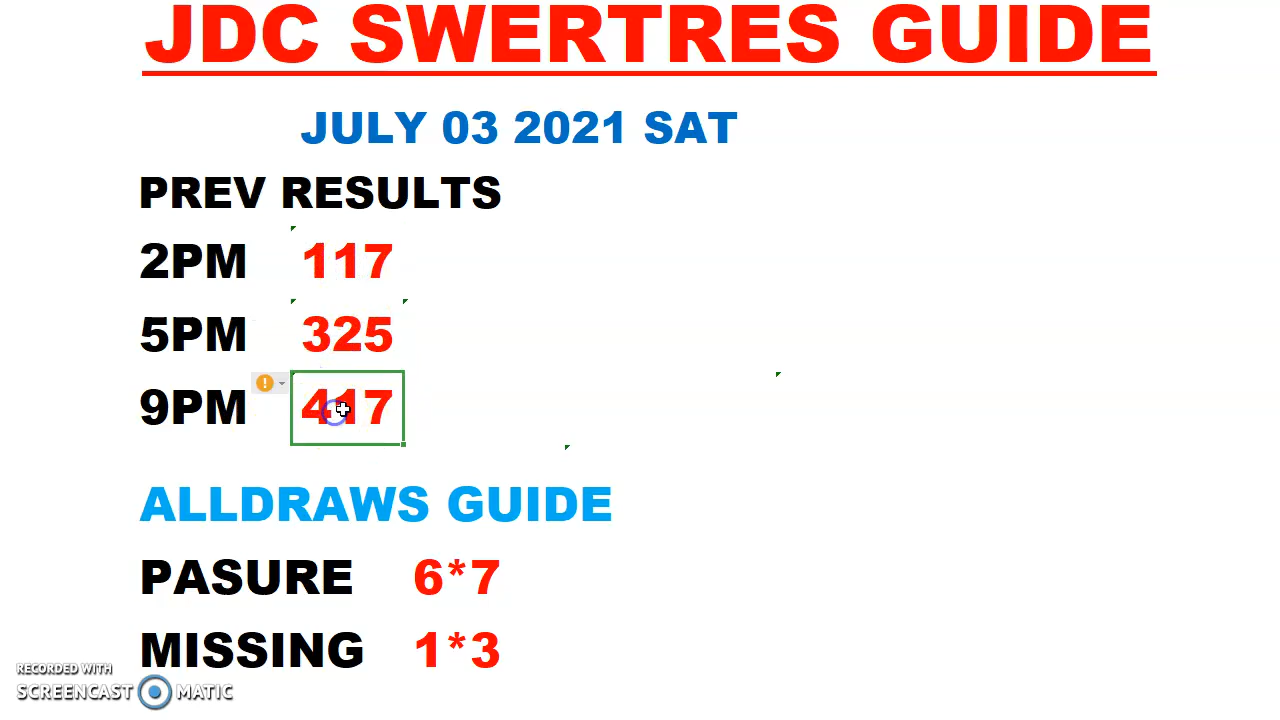 JDC SWERTRES GUIDE
JULY 03 2021 SAT
PREV RESULTS
2PM 117
5PM 325
9PM 417
ALLDRAWS GUIDE
PASURE 6*7
MISSING 1*3
RECORDED WITH
SCREENCAST MATIC